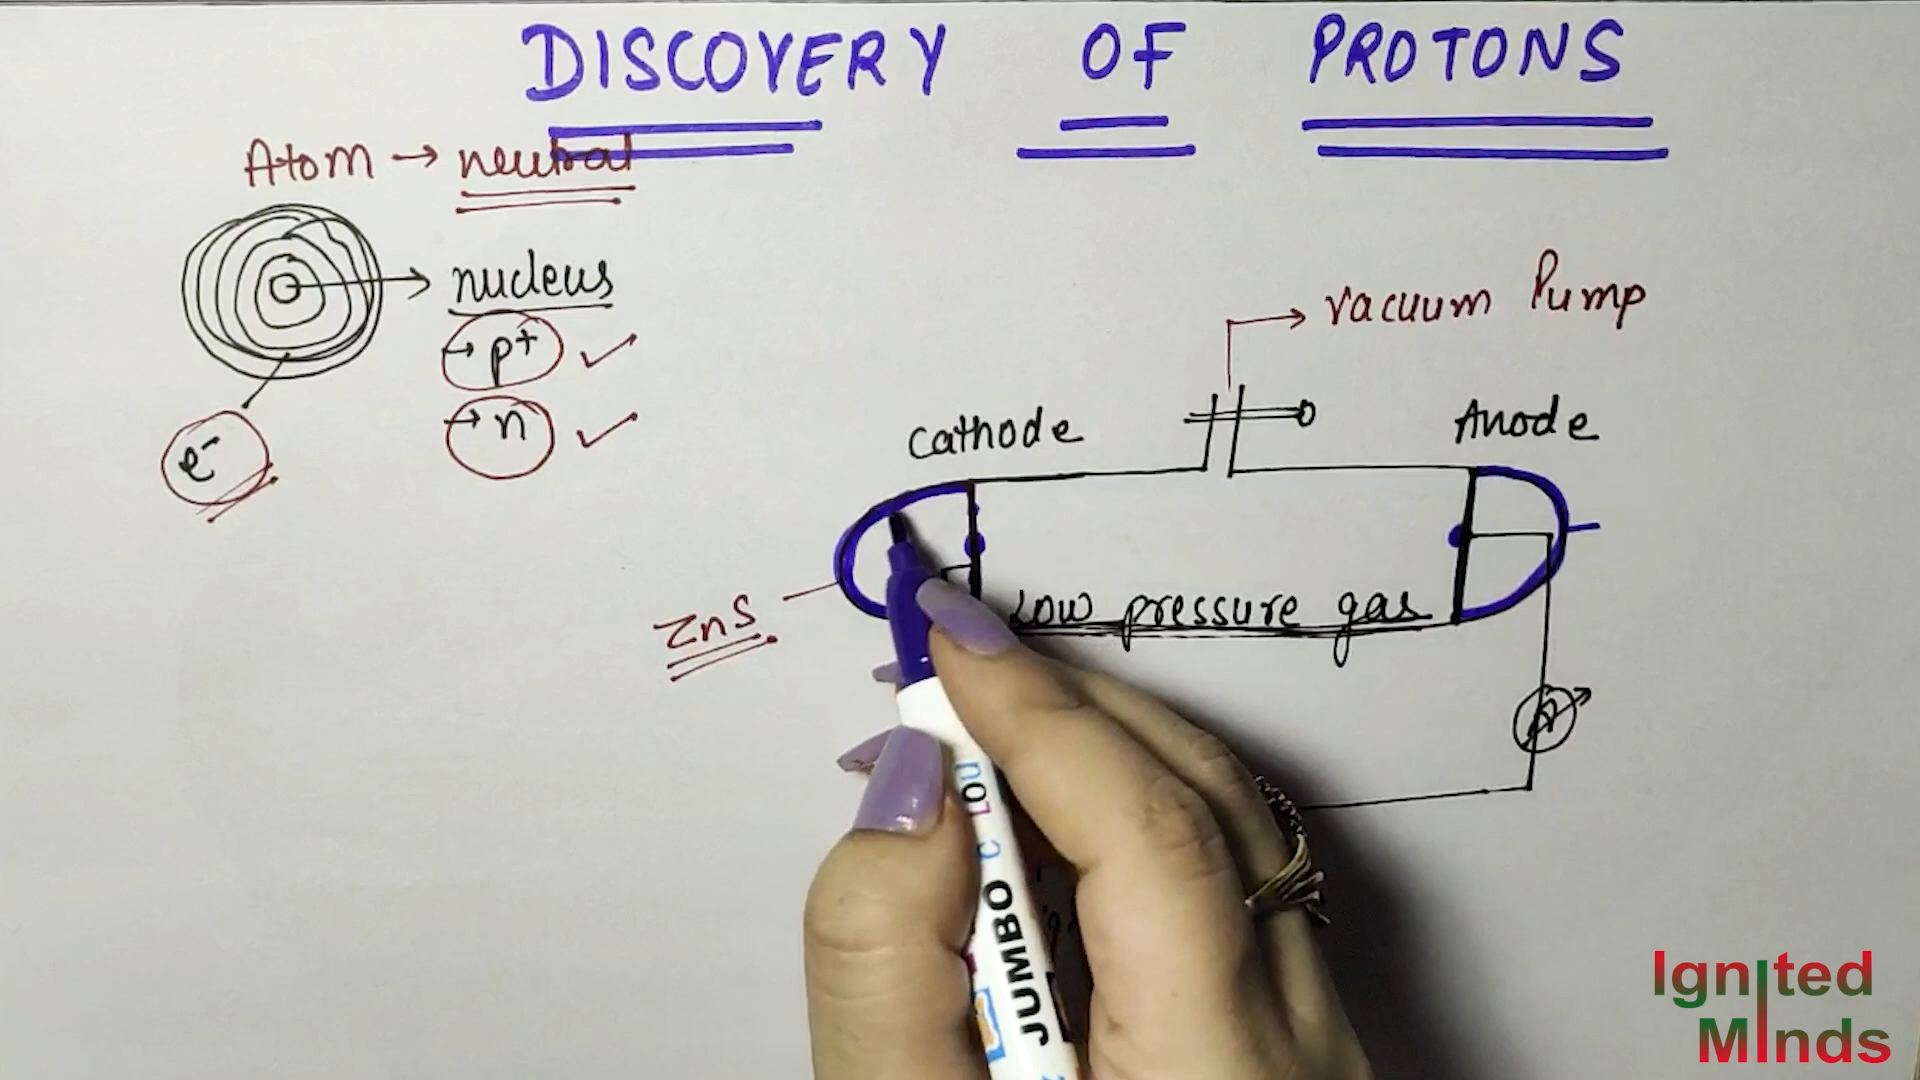 DISCOVERY OF PROTONS
Atom → neutral
nucleus
→ p+ ✓
→ n ✓
e-
vacuum Pump
Cathode
Anode
Low pressure gas
ZnS
A
JUMBO
Ignited
Minds